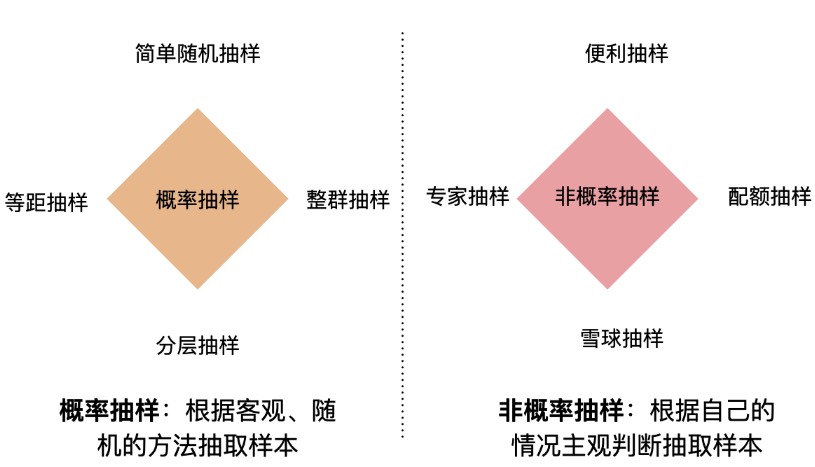 简单随机抽样
等距抽样
概率抽样
整群抽样
分层抽样
概率抽样：根据客观、随
机的方法抽取样本
便利抽样
专家抽样
非概率抽样
配额抽样
雪球抽样
非概率抽样：根据自己的
情况主观判断抽取样本